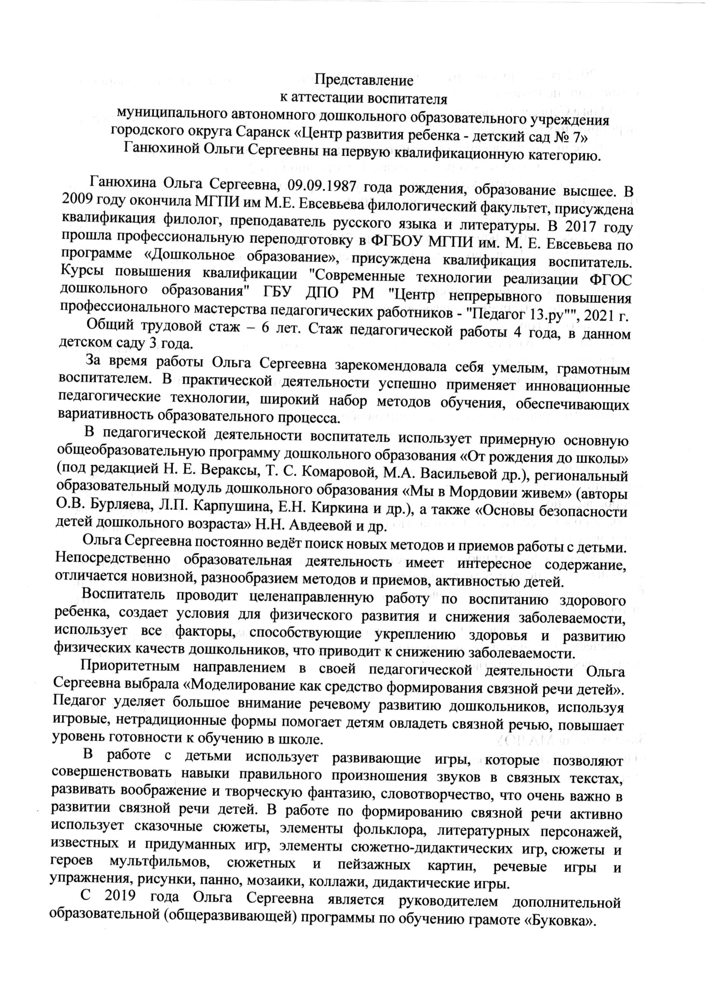 Представление
к аттестации воспитателя
муниципального автономного дошкольного образовательного учреждения
городского округа Саранск «Центр развития ребенка - детский сад № 7»
Ганюхиной Ольги Сергеевны на первую квалификационную категорию.
Ганюхина Ольга Сергеевна, 09.09.1987 года рождения, образование высшее. В
2009 году окончила МГПИ им М.Е. Евсевьева филологический факультет, присуждена
квалификация филолог, преподаватель русского языка и литературы. В 2017 году
прошла профессиональную переподготовку в ФГБОУ МГПИ им. М. Е. Евсевьева по
программе «Дошкольное образование», присуждена квалификация воспитатель.
Курсы повышения квалификации "Современные технологии реализации ФГОС
дошкольного образования" ГБУ ДПО РМ "Центр непрерывного повышения
профессионального мастерства педагогических работников - "Педагог 13.ру"", 2021 г.
Общий трудовой стаж – 6 лет. Стаж педагогической работы 4 года, в данном
детском саду 3 года.
За время работы Ольга Сергеевна зарекомендовала себя умелым, грамотным
воспитателем. В практической деятельности успешно применяет инновационные
педагогические технологии, широкий набор методов обучения, обеспечивающих
вариативность образовательного процесса.
В педагогической деятельности воспитатель использует примерную основную
общеобразовательную программу дошкольного образования «От рождения до школы»
(под редакцией Н. Е. Вераксы, Т. С. Комаровой, М.А. Васильевой др.), региональный
образовательный модуль дошкольного образования «Мы в Мордовии живем» (авторы
О.В. Бурляева, Л.П. Карпушина, Е.Н. Киркина и др.), а также «Основы безопасности
детей дошкольного возраста» Н.Н. Авдеевой и др.
Ольга Сергеевна постоянно ведёт поиск новых методов и приемов работы с детьми.
Непосредственно образовательная деятельность имеет интересное содержание,
отличается новизной, разнообразием методов и приемов, активностью детей.
Воспитатель проводит целенаправленную работу по воспитанию здорового
ребенка, создает условия для физического развития и снижения заболеваемости,
использует все факторы, способствующие укреплению здоровья и развитию
физических качеств дошкольников, что приводит к снижению заболеваемости.
Приоритетным направлением в своей педагогической деятельности Ольга
Сергеевна выбрала «Моделирование как средство формирования связной речи детей».
Педагог уделяет большое внимание речевому развитию дошкольников, используя
игровые, нетрадиционные формы помогает детям овладеть связной речью, повышает
уровень готовности к обучению в школе.
В работе с детьми использует развивающие игры, которые позволяют
совершенствовать навыки правильного произношения звуков в связных текстах,
развивать воображение и творческую фантазию, словотворчество, что очень важно в
развитии связной речи детей. В работе по формированию связной речи активно
использует сказочные сюжеты, элементы фольклора, литературных персонажей,
известных и придуманных игр, элементы сюжетно-дидактических игр, сюжеты и
героев мультфильмов, сюжетных и пейзажных картин, речевые игры и
упражнения, рисунки, панно, мозаики, коллажи, дидактические игры.
С 2019 года Ольга Сергеевна является руководителем дополнительной
образовательной (общеразвивающей) программы по обучению грамоте «Буковка».